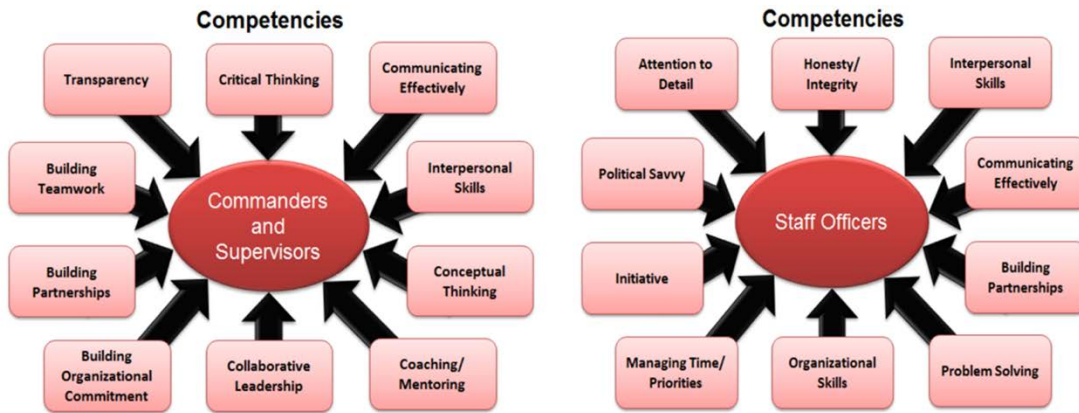 Competencies
Transparency
Critical Thinking
Communicating
Effectively
Building
Teamwork
Interpersonal
Skills
Commanders
and
Supervisors
Building
Partnerships
Conceptual
Thinking
Building
Organizational
Commitment
Collaborative
Leadership
Coaching/
Mentoring
Competencies
Attention to
Detail
Honesty/
Integrity
Interpersonal
Skills
Political Savvy
Communicating
Effectively
Staff Officers
Initiative
Building
Partnerships
Managing Time/
Priorities
Organizational
Skills
Problem Solving